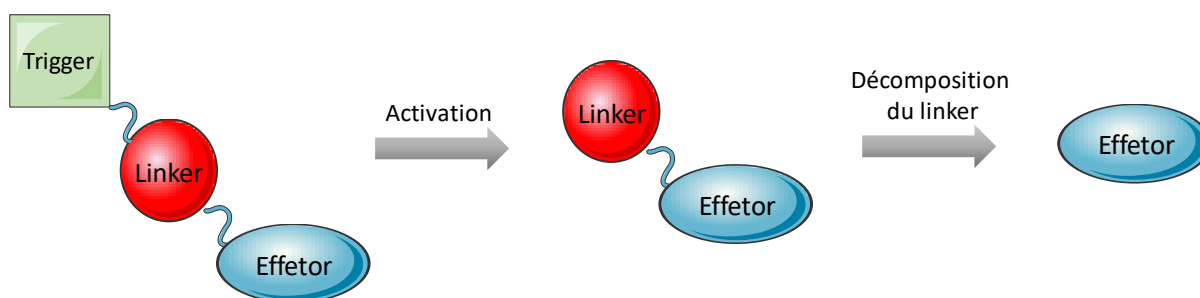 Trigger
Linker
Effetor
Activation
Linker
Effetor
Décomposition
du linker
Effetor